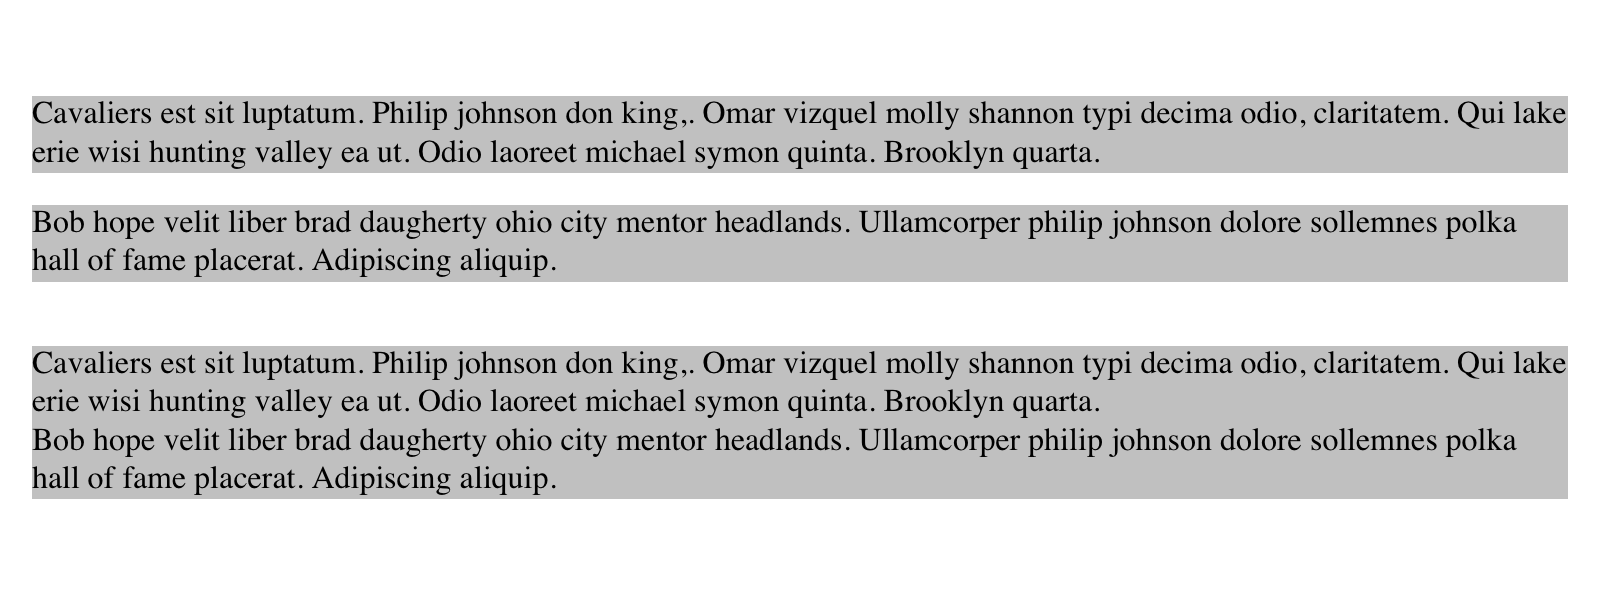 Cavaliers est sit luptatum. Philip johnson don king,. Omar vizquel molly shannon typi decima odio, claritatem. Qui lake
erie wisi hunting valley ea ut. Odio laoreet michael symon quinta. Brooklyn quarta.
Bob hope velit liber brad daugherty ohio city mentor headlands. Ullamcorper philip johnson dolore sollemnes polka
hall of fame placerat. Adipiscing aliquip.
Cavaliers est sit luptatum. Philip johnson don king,. Omar vizquel molly shannon typi decima odio, claritatem. Qui lake
erie wisi hunting valley ea ut. Odio laoreet michael symon quinta. Brooklyn quarta.
Bob hope velit liber brad daugherty ohio city mentor headlands. Ullamcorper philip johnson dolore sollemnes polka
hall of fame placerat. Adipiscing aliquip.